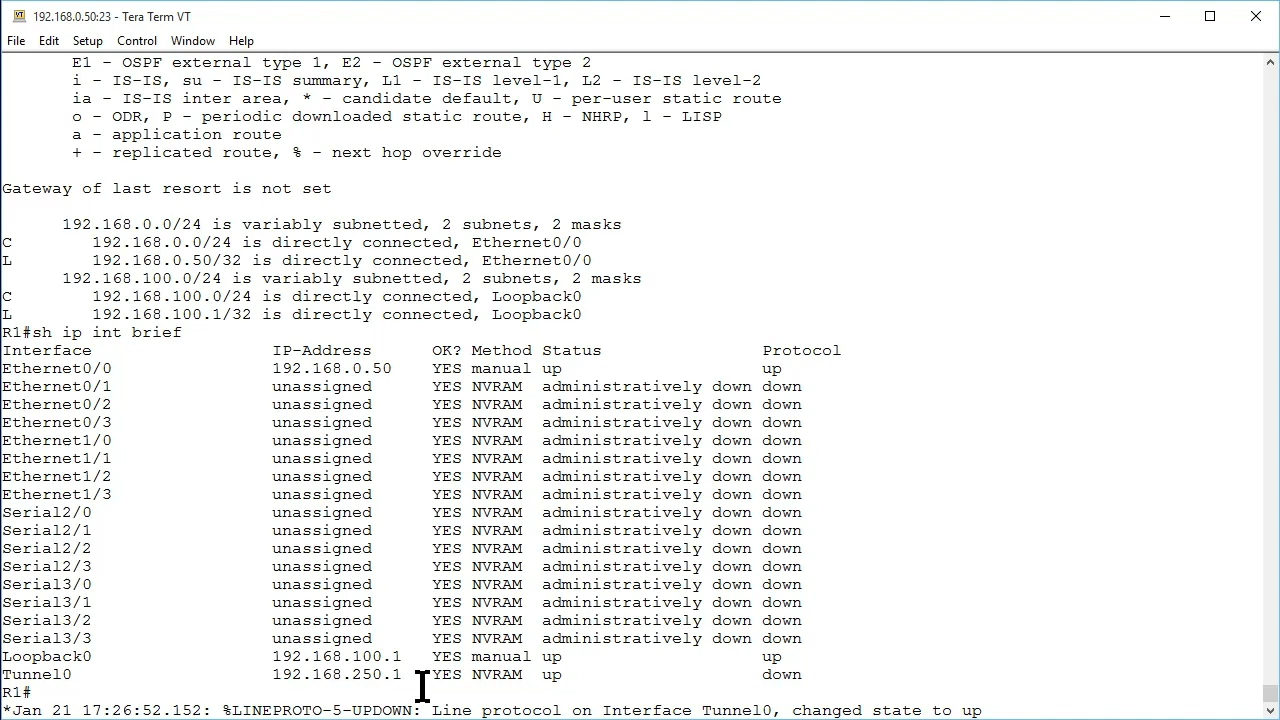 192.168.0.50:23 - Tera Term VT
File Edit Setup Control Window Help
E1 - OSPF external type 1, E2 - OSPF external type 2
i - IS-IS, su - IS-IS summary, L1 - IS-IS level-1, L2 - IS-IS level-2
ia - IS-IS inter area, * - candidate default, U - per-user static route
o - ODR, P - periodic downloaded static route, H - NHRP, l - LISP
a - application route
+ - replicated route, % - next hop override
Gateway of last resort is not set
192.168.0.0/24 is variably subnetted, 2 subnets, 2 masks
C 192.168.0.0/24 is directly connected, Ethernet0/0
L 192.168.0.50/32 is directly connected, Ethernet0/0
192.168.100.0/24 is variably subnetted, 2 subnets, 2 masks
C 192.168.100.0/24 is directly connected, Loopback0
L 192.168.100.1/32 is directly connected, Loopback0
R1#sh ip int brief
Interface IP-Address OK? Method Status Protocol
Ethernet0/0 192.168.0.50 YES manual up up
Ethernet0/1 unassigned YES NVRAM administratively down down
Ethernet0/2 unassigned YES NVRAM administratively down down
Ethernet0/3 unassigned YES NVRAM administratively down down
Ethernet1/0 unassigned YES NVRAM administratively down down
Ethernet1/1 unassigned YES NVRAM administratively down down
Ethernet1/2 unassigned YES NVRAM administratively down down
Ethernet1/3 unassigned YES NVRAM administratively down down
Serial2/0 unassigned YES NVRAM administratively down down
Serial2/1 unassigned YES NVRAM administratively down down
Serial2/2 unassigned YES NVRAM administratively down down
Serial2/3 unassigned YES NVRAM administratively down down
Serial3/0 unassigned YES NVRAM administratively down down
Serial3/1 unassigned YES NVRAM administratively down down
Serial3/2 unassigned YES NVRAM administratively down down
Serial3/3 unassigned YES NVRAM administratively down down
Loopback0 192.168.100.1 YES manual up up
Tunnel0 192.168.250.1 YES NVRAM up down
R1#
*Jan 21 17:26:52.152: %LINEPROTO-5-UPDOWN: Line protocol on Interface Tunnel0, changed state to up